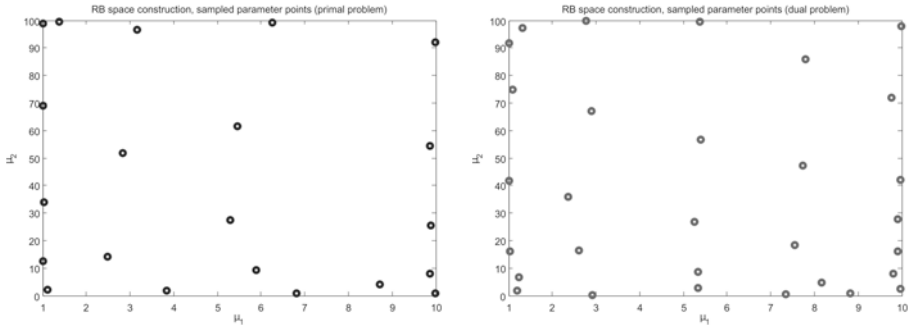 RB space construction, sampled parameter points (primal problem)
100
90
80
70
60
50
40
30
20
10
0
μ2
1 2 3 4 5 6 7 8 9 10
μ1
RB space construction, sampled parameter points (dual problem)
100
90
80
70
60
50
40
30
20
10
0
μ2
1 2 3 4 5 6 7 8 9 10
μ1